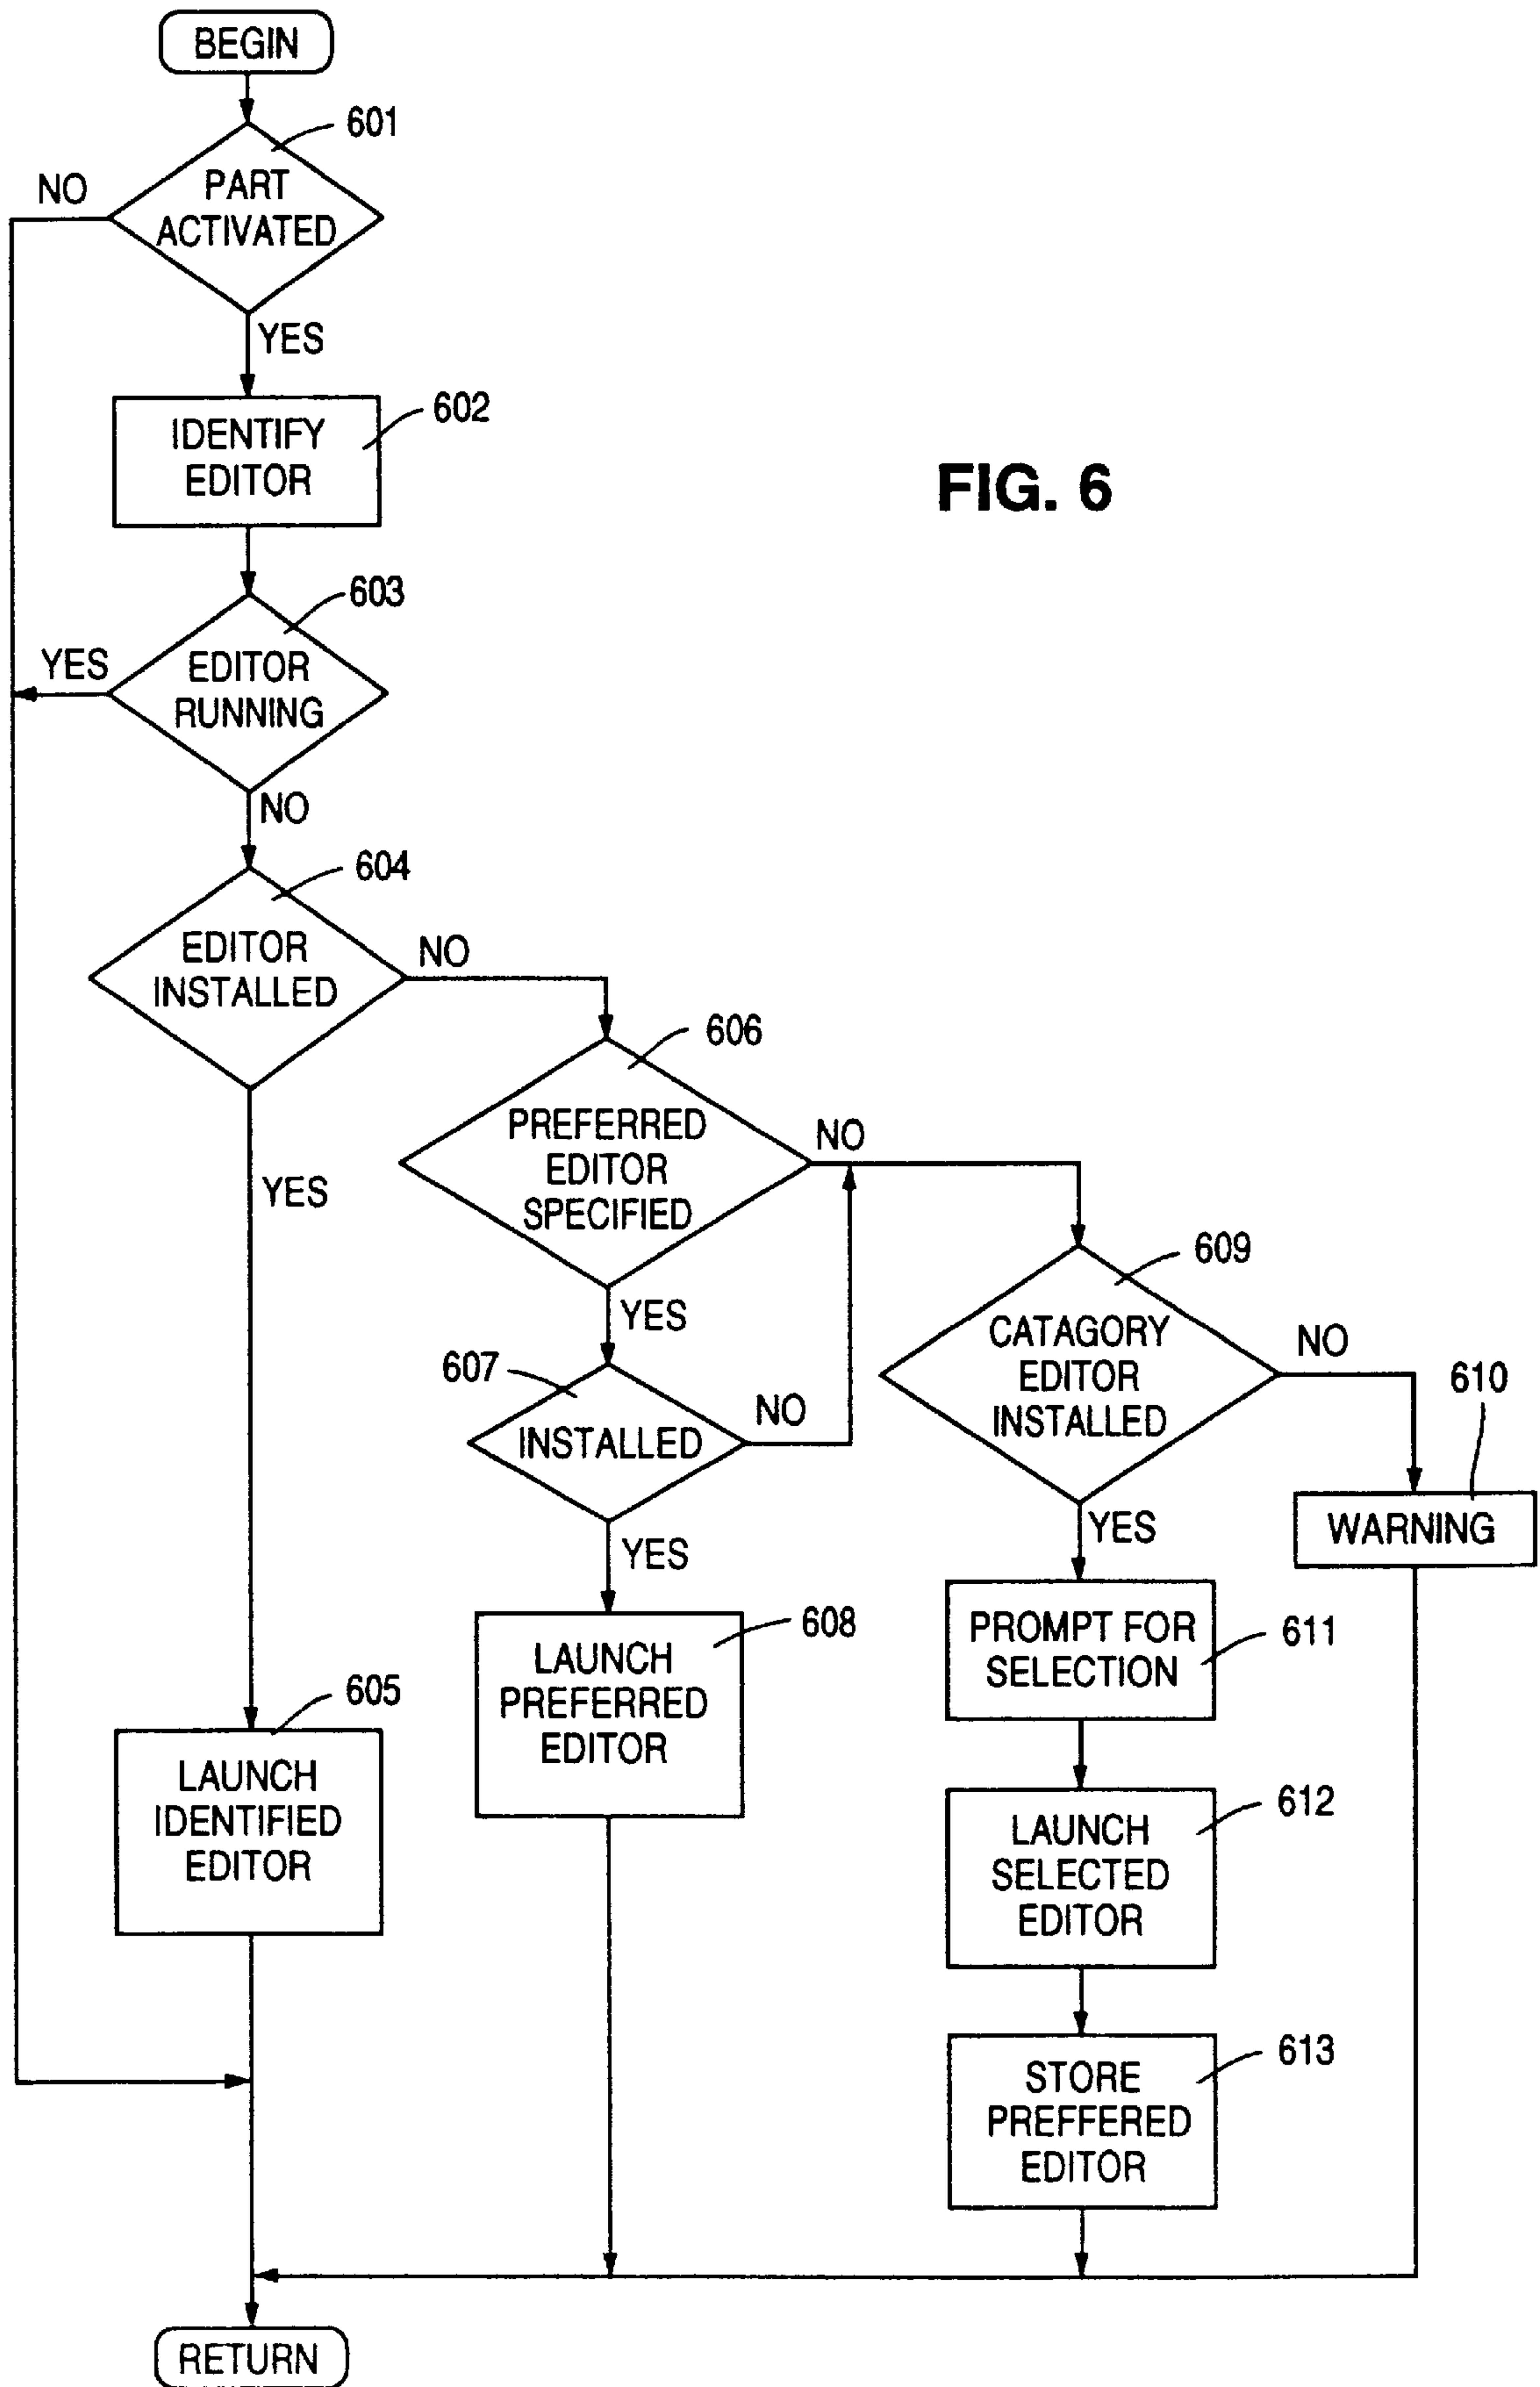 BEGIN
601
PART
ACTIVATED
NO
YES
602
IDENTIFY
EDITOR
FIG. 6
603
EDITOR
RUNNING
YES
NO
604
EDITOR
INSTALLED
NO
YES
606
PREFERRED
EDITOR
SPECIFIED
NO
YES
607
INSTALLED
NO
YES
609
CATAGORY
EDITOR
INSTALLED
NO
YES
610
WARNING
608
LAUNCH
PREFERRED
EDITOR
611
PROMPT FOR
SELECTION
605
LAUNCH
IDENTIFIED
EDITOR
612
LAUNCH
SELECTED
EDITOR
613
STORE
PREFFERED
EDITOR
RETURN